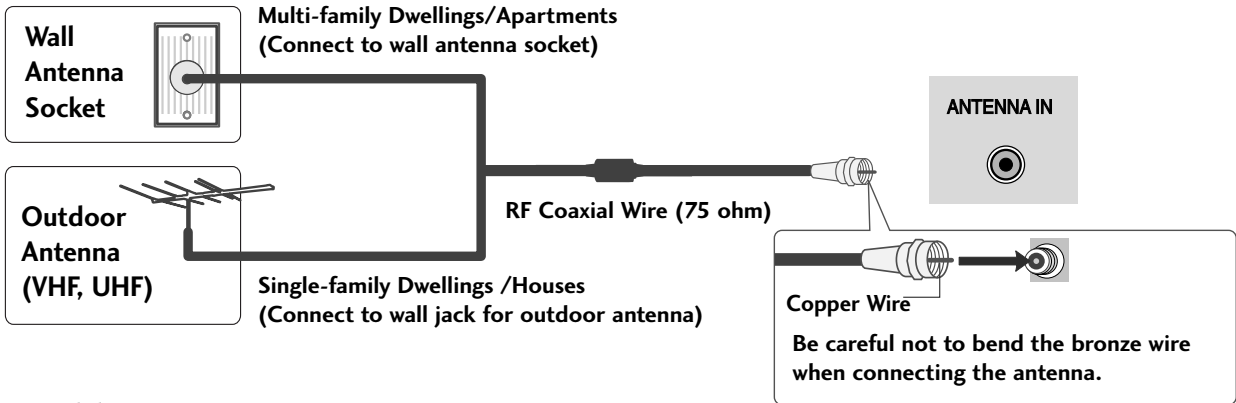 Wall
Antenna
Socket
Multi-family Dwellings/Apartments
(Connect to wall antenna socket)
Outdoor
Antenna
(VHF, UHF)
Single-family Dwellings /Houses
(Connect to wall jack for outdoor antenna)
RF Coaxial Wire (75 ohm)
ANTENNA IN
Copper Wire
Be careful not to bend the bronze wire
when connecting the antenna.